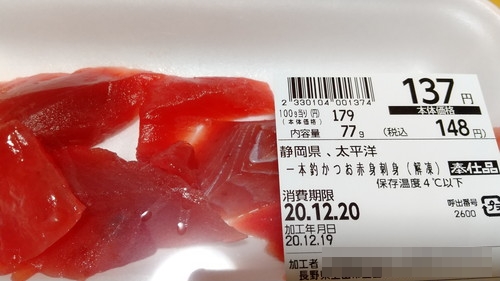 137円
本体価格
2 330104 001374
100g当り(円)
(本体価格) 179
内容量 77g
(税込 148円)
静岡県、太平洋
一本釣かつお赤身刺身(解凍) 奉仕品
保存温度4℃以下
消費期限
20.12.20
呼出番号
2600
加工年月日
20.12.19
加工者
プラ